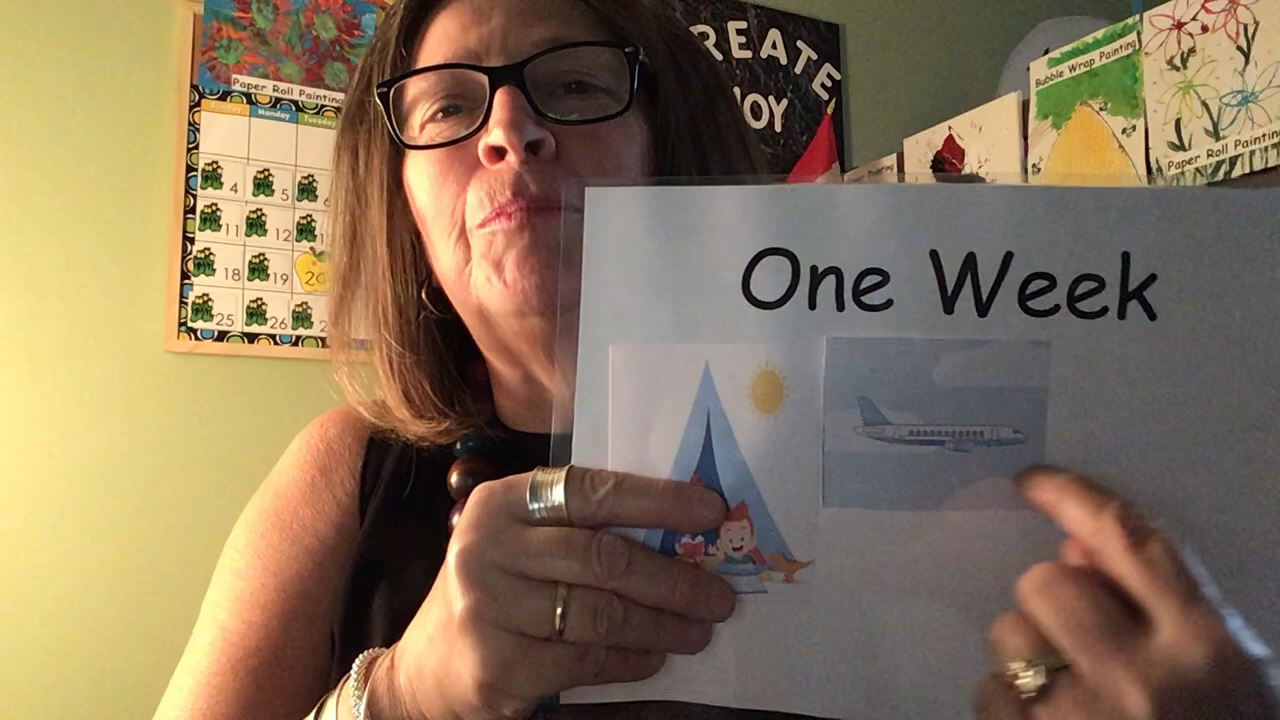 Paper Roll Painting
Monday
Tuesday
4
5
11
12
18
19
20
25
26
REATE
JOY
Bubble Wrap Painting
Paper Roll Painting
One Week